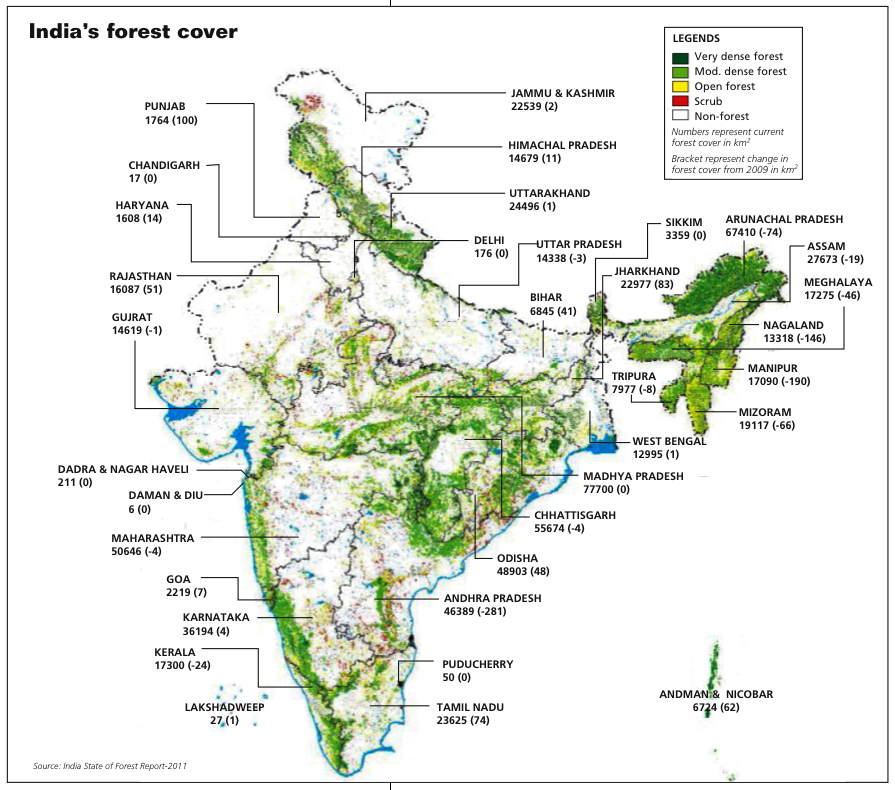 India's forest cover
LEGENDS
Very dense forest
Mod. dense forest
Open forest
Scrub
Non-forest
Numbers represent current
forest cover in km²
Bracket represent change in
forest cover from 2009 in km²
JAMMU & KASHMIR
22539 (2)
PUNJAB
1764 (100)
HIMACHAL PRADESH
14679 (11)
CHANDIGARH
17 (0)
UTTARAKHAND
24496 (1)
HARYANA
1608 (14)
SIKKIM
3359 (0)
ARUNACHAL PRADESH
67410 (-74)
DELHI
176 (0)
UTTAR PRADESH
14338 (-3)
ASSAM
27673 (-19)
RAJASTHAN
16087 (51)
JHARKHAND
22977 (83)
MEGHALAYA
17275 (-46)
BIHAR
6845 (41)
GUJRAT
14619 (-1)
NAGALAND
13318 (-146)
TRIPURA
7977 (-8)
MANIPUR
17090 (-190)
MIZORAM
19117 (-66)
WEST BENGAL
12995 (1)
DADRA & NAGAR HAVELI
211 (0)
MADHYA PRADESH
77700 (0)
DAMAN & DIU
6 (0)
CHHATTISGARH
55674 (-4)
MAHARASHTRA
50646 (-4)
ODISHA
48903 (48)
GOA
2219 (7)
ANDHRA PRADESH
46389 (-281)
KARNATAKA
36194 (4)
KERALA
17300 (-24)
PUDUCHERRY
50 (0)
ANDMAN & NICOBAR
6724 (62)
LAKSHADWEEP
27 (1)
TAMIL NADU
23625 (74)
Source: India State of Forest Report-2011